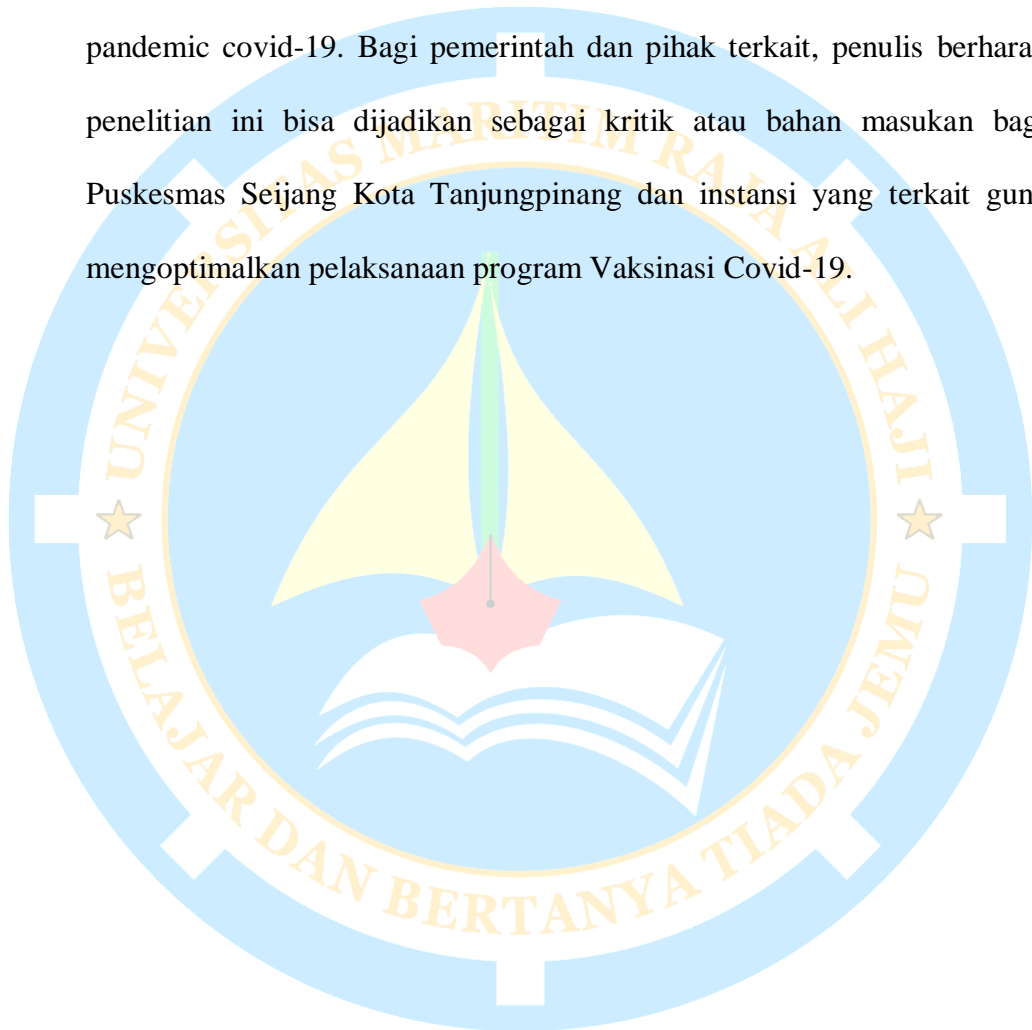 pandemic covid-19. Bagi pemerintah dan pihak terkait, penulis berhara
penelitian ini bisa dijadikan sebagai kritik atau bahan masukan bag
Puskesmas Seijang Kota Tanjungpinang dan instansi yang terkait gun
mengoptimalkan pelaksanaan program Vaksinasi Covid-19.
UNIVERSITAS MARITIM RAJA ALI HAJI
BELAJAR DAN BERTANYA TIADA JEMU